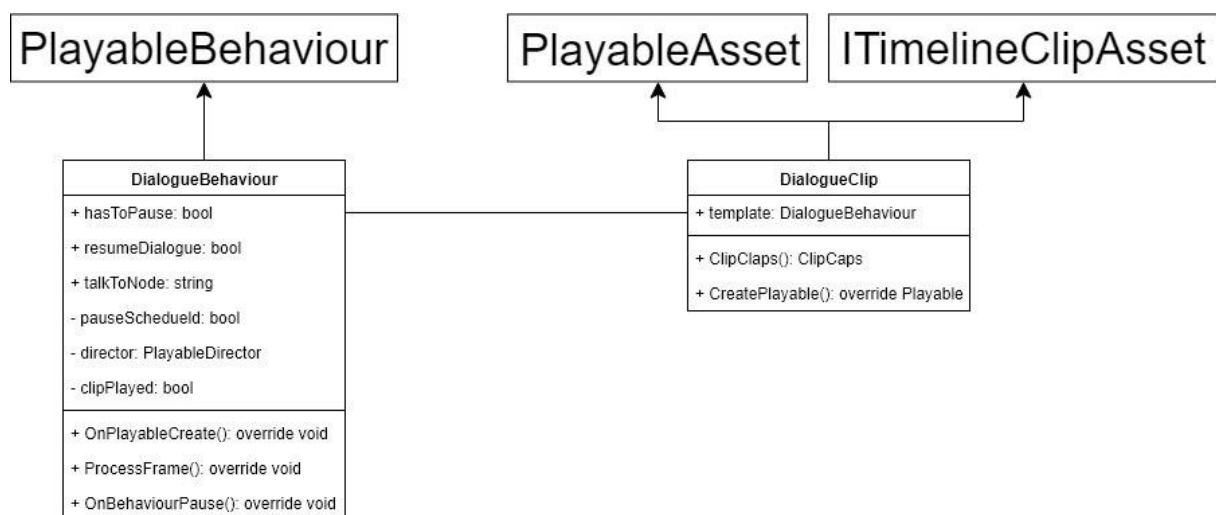 PlayableBehaviour
PlayableAsset
ITimelineClipAsset
DialogueBehaviour
+ hasToPause: bool
+ resumeDialogue: bool
+ talkToNode: string
- pauseSchedueld: bool
- director: PlayableDirector
- clipPlayed: bool
+ OnPlayableCreate(): override void
+ ProcessFrame(): override void
+ OnBehaviourPause(): override void
DialogueClip
+ template: DialogueBehaviour
+ ClipClaps(): ClipCaps
+ CreatePlayable(): override Playable